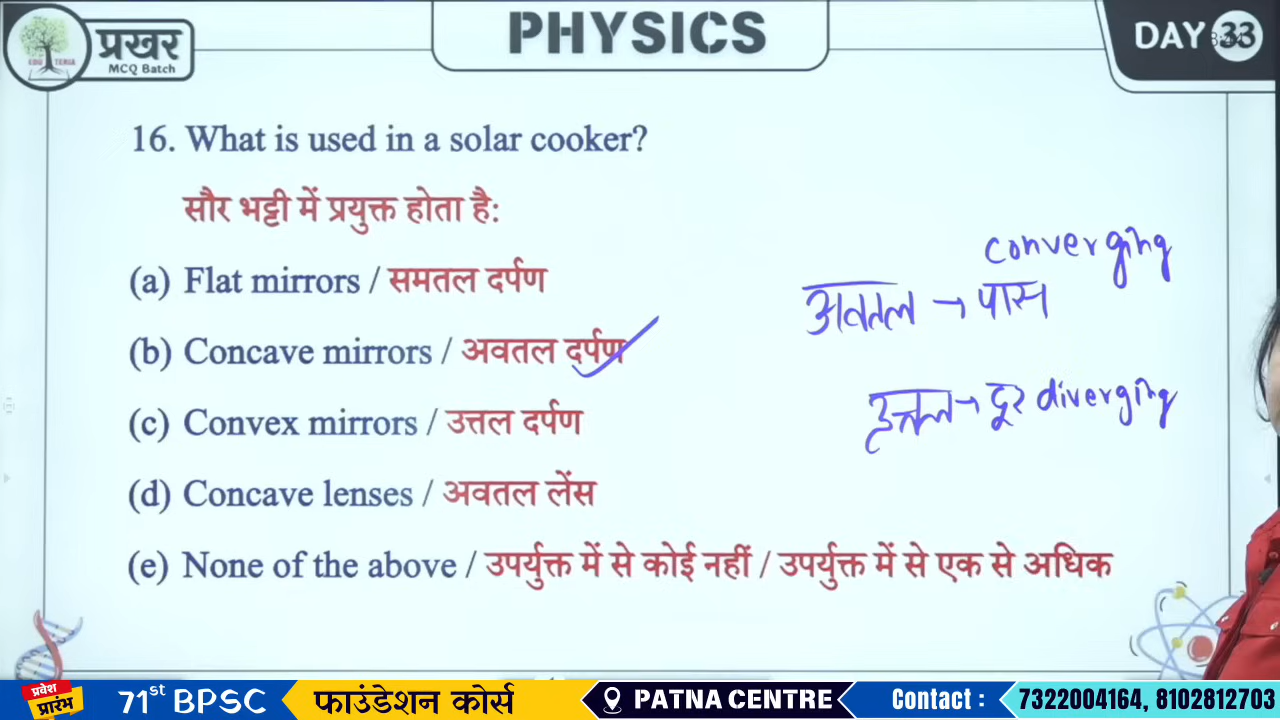 EDU TERIA
प्रखर
MCQ Batch
PHYSICS
DAY 33
16. What is used in a solar cooker?
सौर भट्टी में प्रयुक्त होता है:
(a) Flat mirrors / समतल दर्पण
(b) Concave mirrors / अवतल दर्पण
(c) Convex mirrors / उत्तल दर्पण
(d) Concave lenses / अवतल लेंस
(e) None of the above / उपर्युक्त में से कोई नहीं / उपर्युक्त में से एक से अधिक
converging
अवतल → पास
उत्तल → दूर diverging
प्रवेश
प्रारंभ
71st BPSC
फाउंडेशन कोर्स
PATNA CENTRE
Contact :
7322004164, 8102812703